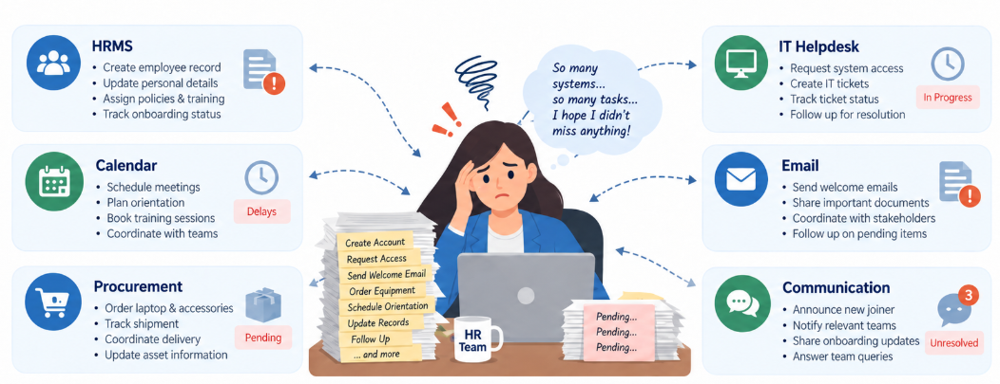 HRMS
• Create employee record
• Update personal details
• Assign policies & training
• Track onboarding status
!
Calendar
• Schedule meetings
• Plan orientation
• Book training sessions
• Coordinate with teams
Delays
Procurement
• Order laptop & accessories
• Track shipment
• Coordinate delivery
• Update asset information
Pending
!!
So many
systems...
so many tasks...
I hope I didn't
miss anything!
Create Account
Request Access
Send Welcome Email
Order Equipment
Schedule Orientation
Update Records
Follow Up
... and more
HR
Team
Pending...
Pending...
Pending...
IT Helpdesk
• Request system access
• Create IT tickets
• Track ticket status
• Follow up for resolution
In Progress
Email
• Send welcome emails
• Share important documents
• Coordinate with stakeholders
• Follow up on pending items
!
Communication
• Announce new joiner
• Notify relevant teams
• Share onboarding updates
• Answer team queries
3
Unresolved